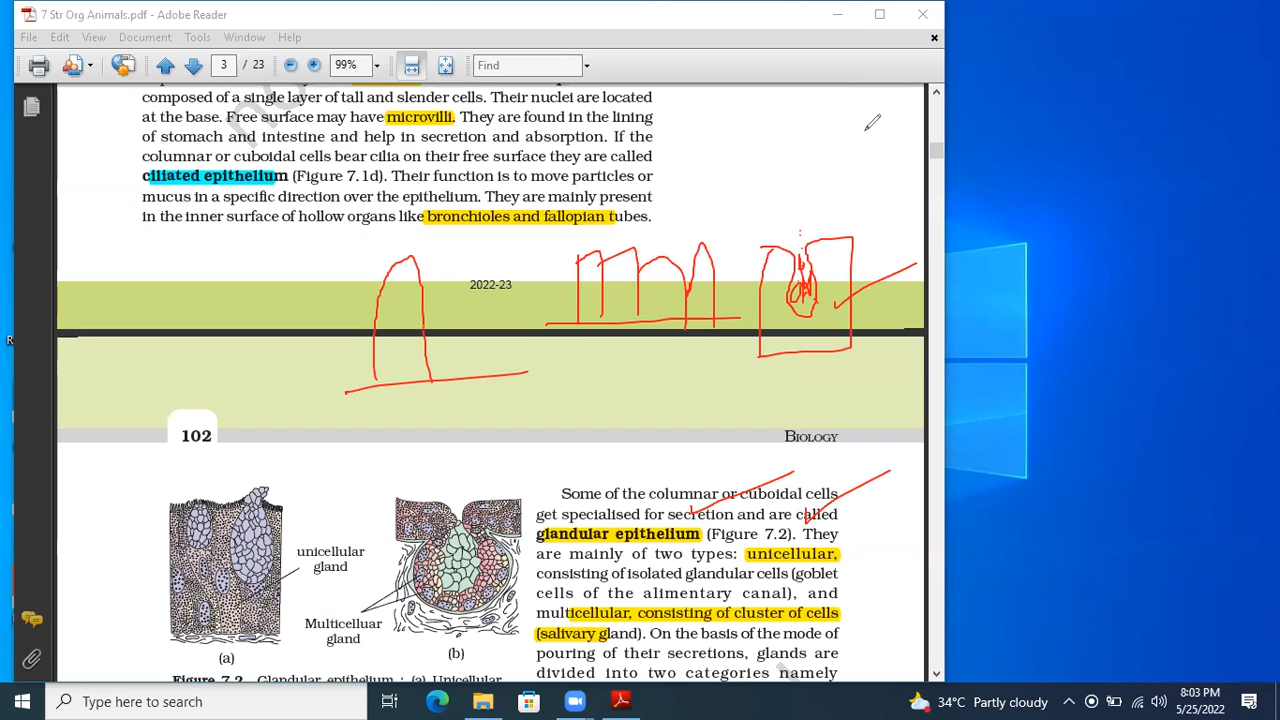 7 Str Org Animals.pdf - Adobe Reader
File Edit View Document Tools Window Help
3 / 23 99% Find
composed of a single layer of tall and slender cells. Their nuclei are located
at the base. Free surface may have microvilli. They are found in the lining
of stomach and intestine and help in secretion and absorption. If the
columnar or cuboidal cells bear cilia on their free surface they are called
ciliated epithelium (Figure 7.1d). Their function is to move particles or
mucus in a specific direction over the epithelium. They are mainly present
in the inner surface of hollow organs like bronchioles and fallopian tubes.
2022-23
102
BIOLOGY
unicellular
gland
Multicelluar
gland
(a)
(b)
Figure 7.2 Glandular epithelium : (a) Unicellular
Some of the columnar or cuboidal cells
get specialised for secretion and are called
glandular epithelium (Figure 7.2). They
are mainly of two types: unicellular,
consisting of isolated glandular cells (goblet
cells of the alimentary canal), and
multicellular, consisting of cluster of cells
(salivary gland). On the basis of the mode of
pouring of their secretions, glands are
divided into two categories namely
Type here to search
34°C Partly cloudy
8:03 PM
5/25/2022